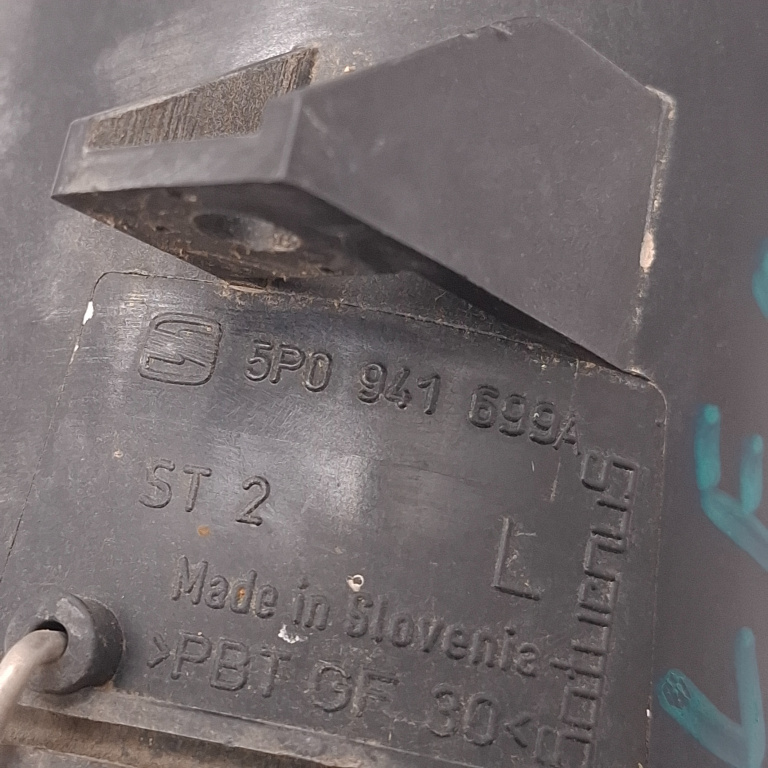 5P0 941 699A
ST 2
L
Made in Slovenia
>PBT GF 30<